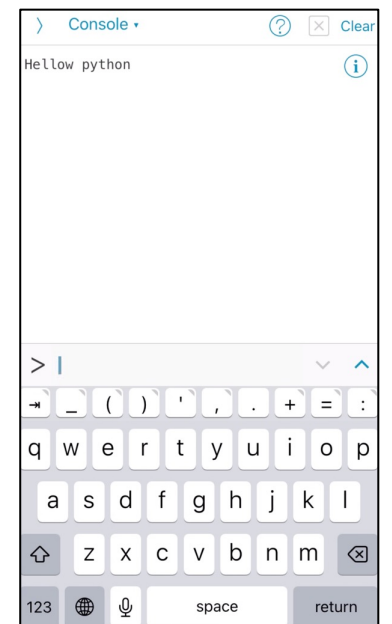 〉 Console ▾ ? × Clear
Hellow python i
> |
⇥ _ ( ) ' , . + = :
q w e r t y u i o p
a s d f g h j k l
z x c v b n m
123 space return